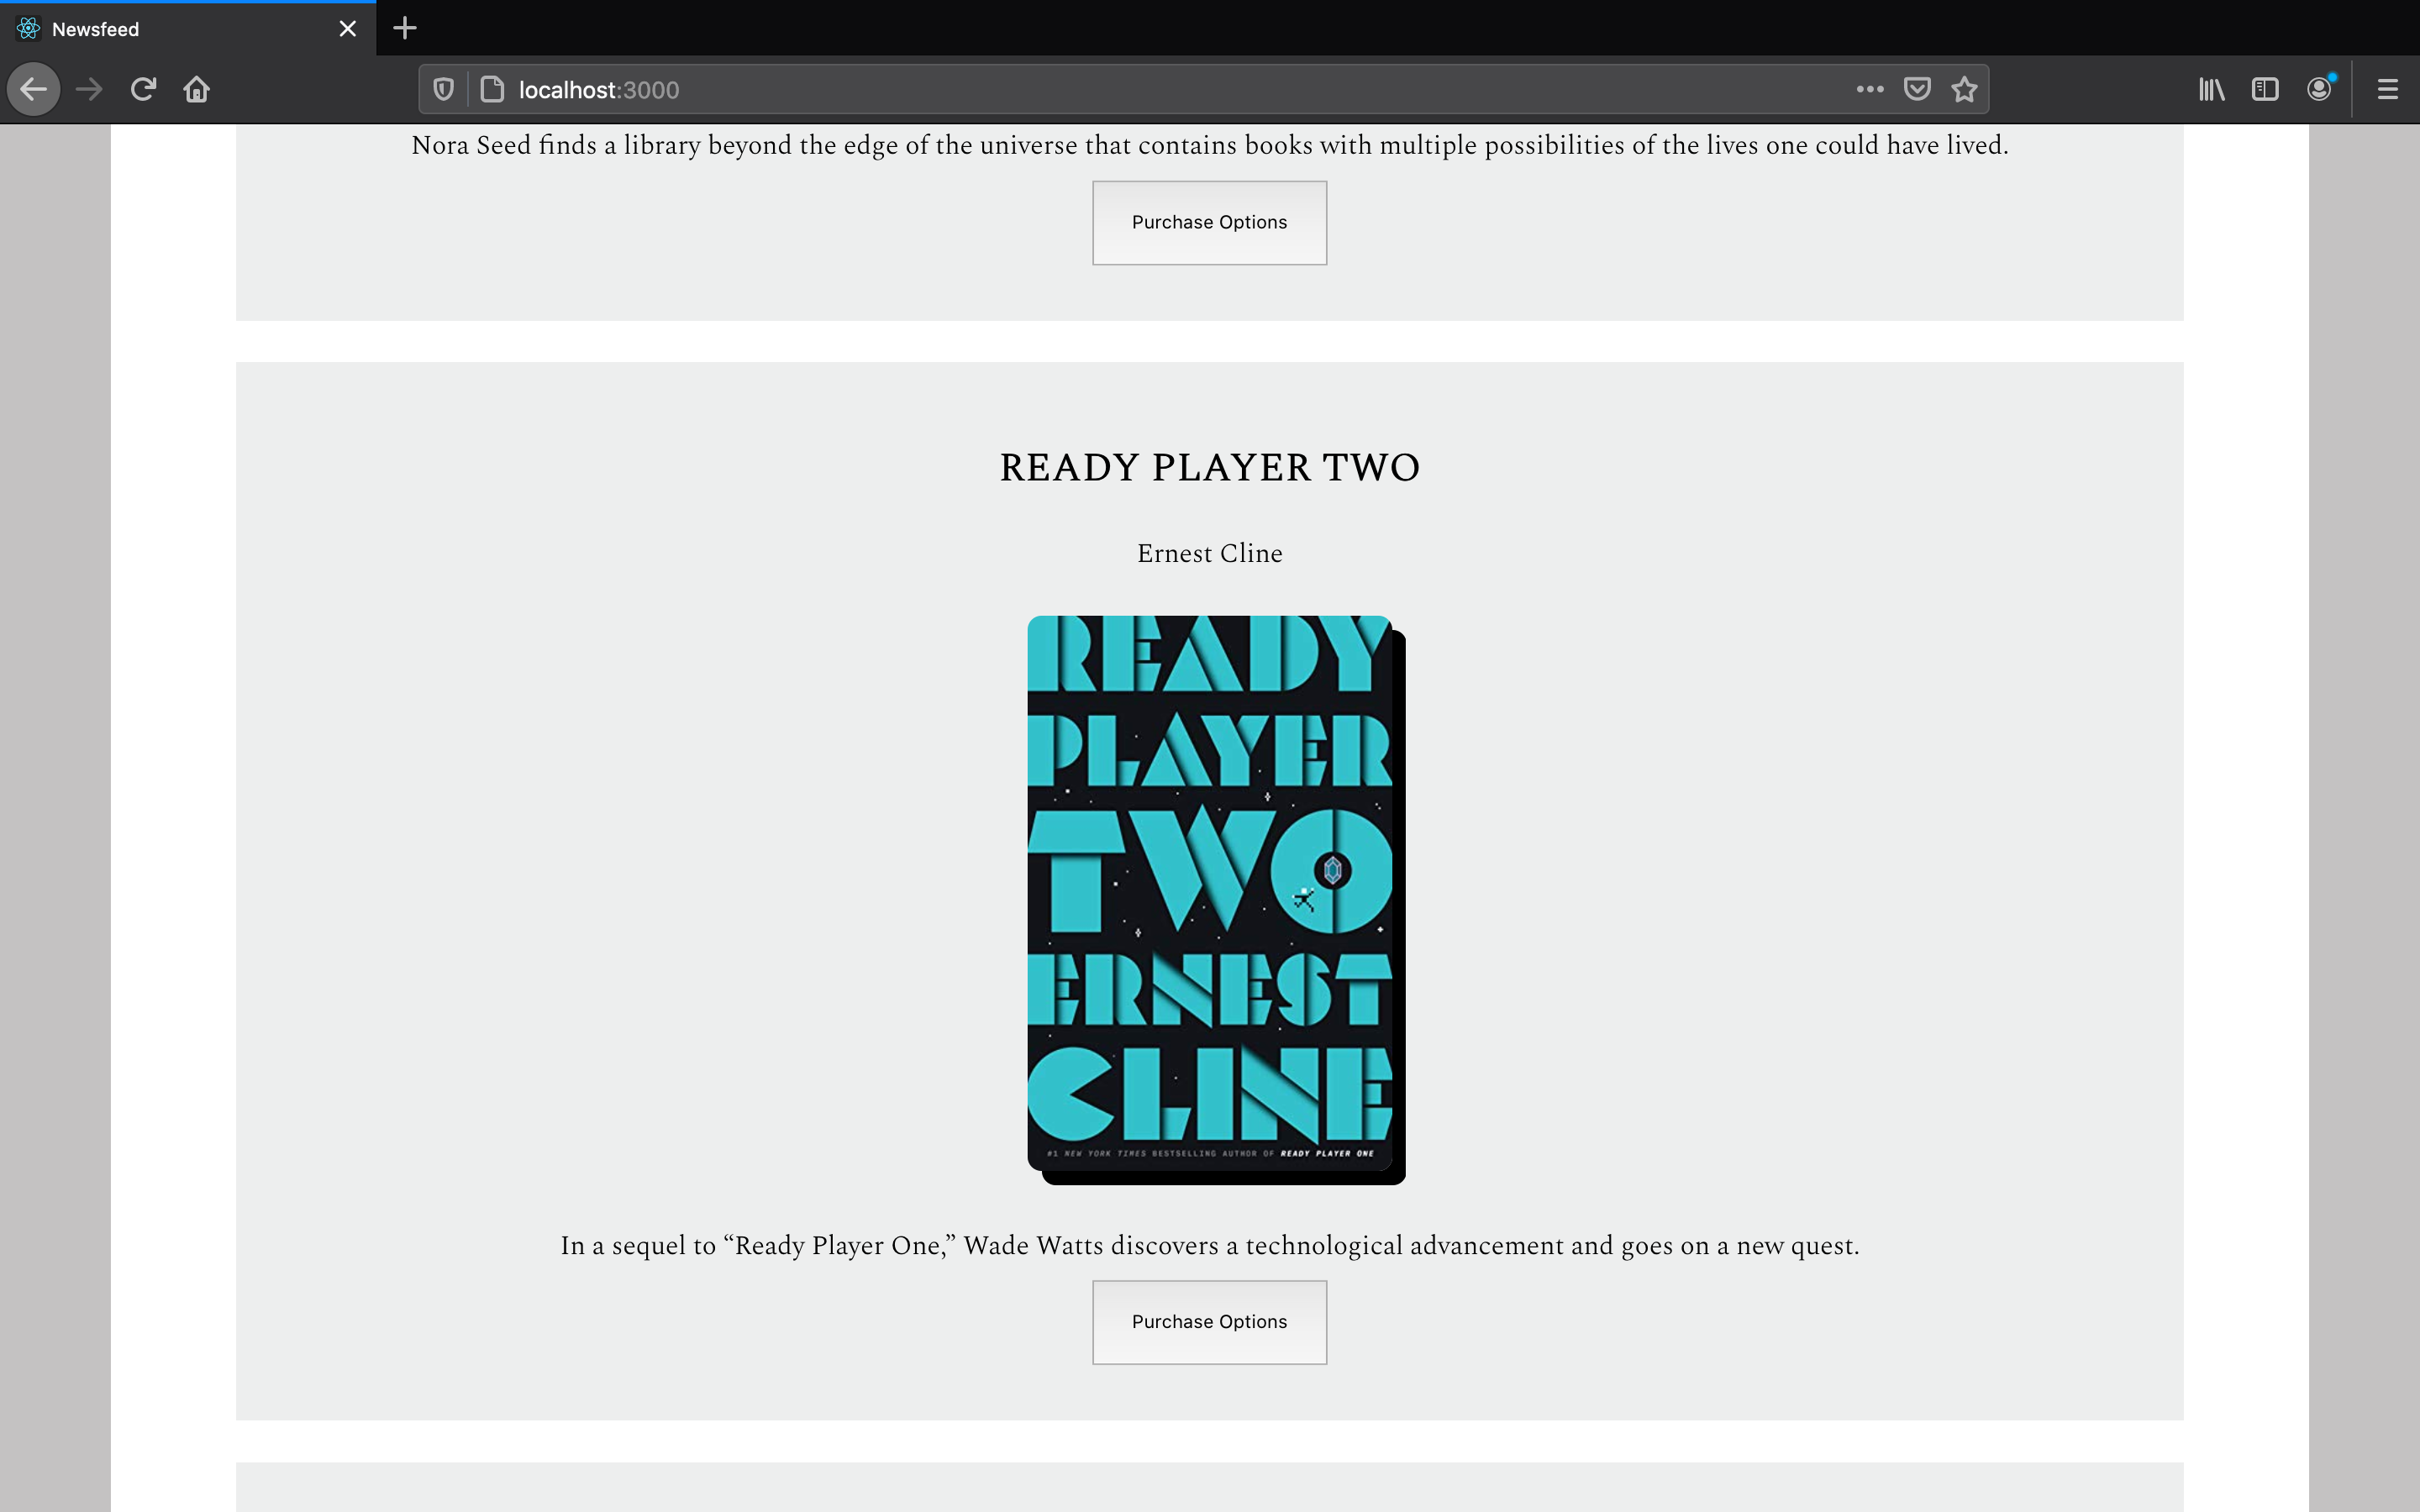 Newsfeed
localhost:3000
Nora Seed finds a library beyond the edge of the universe that contains books with multiple possibilities of the lives one could have lived.
Purchase Options
READY PLAYER TWO
Ernest Cline
READY
PLAYER
TWO
ERNEST
CLINE
#1 NEW YORK TIMES BESTSELLING AUTHOR OF READY PLAYER ONE
In a sequel to “Ready Player One,” Wade Watts discovers a technological advancement and goes on a new quest.
Purchase Options